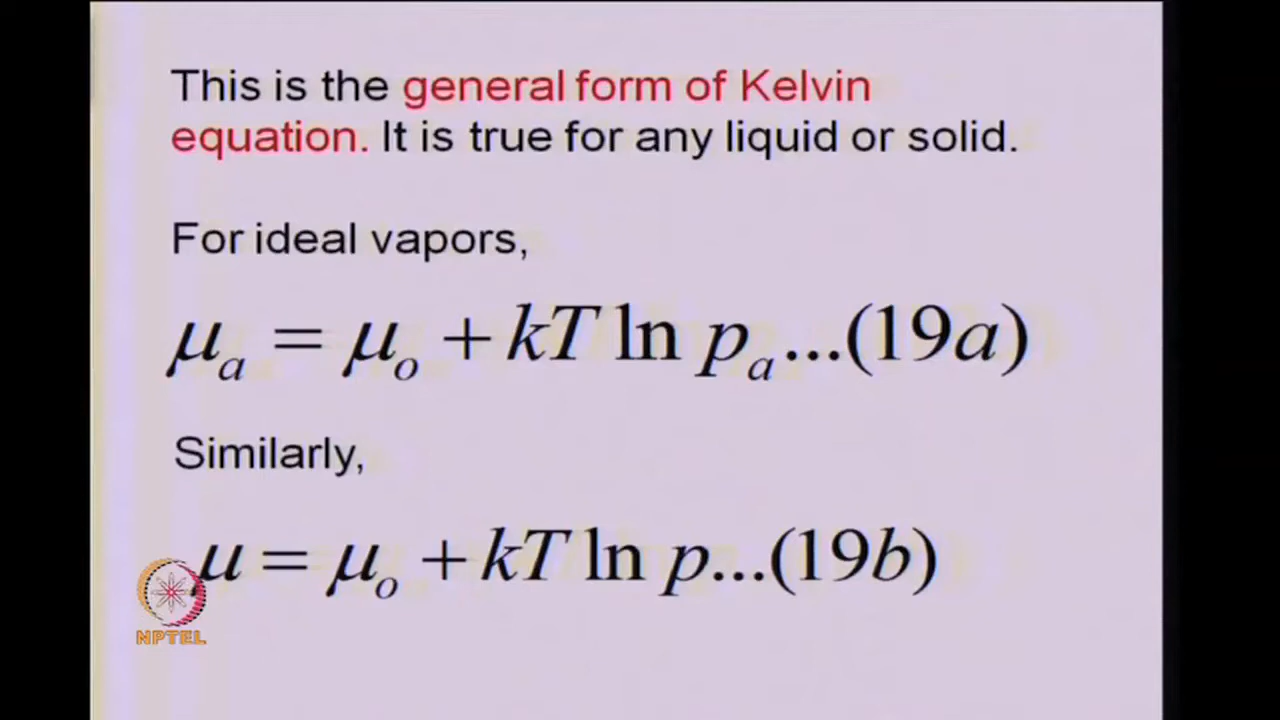 This is the general form of Kelvin
equation. It is true for any liquid or solid.
For ideal vapors,
μₐ = μₒ + kT ln pₐ...(19a)
Similarly,
μ = μₒ + kT ln p...(19b)
NPTEL